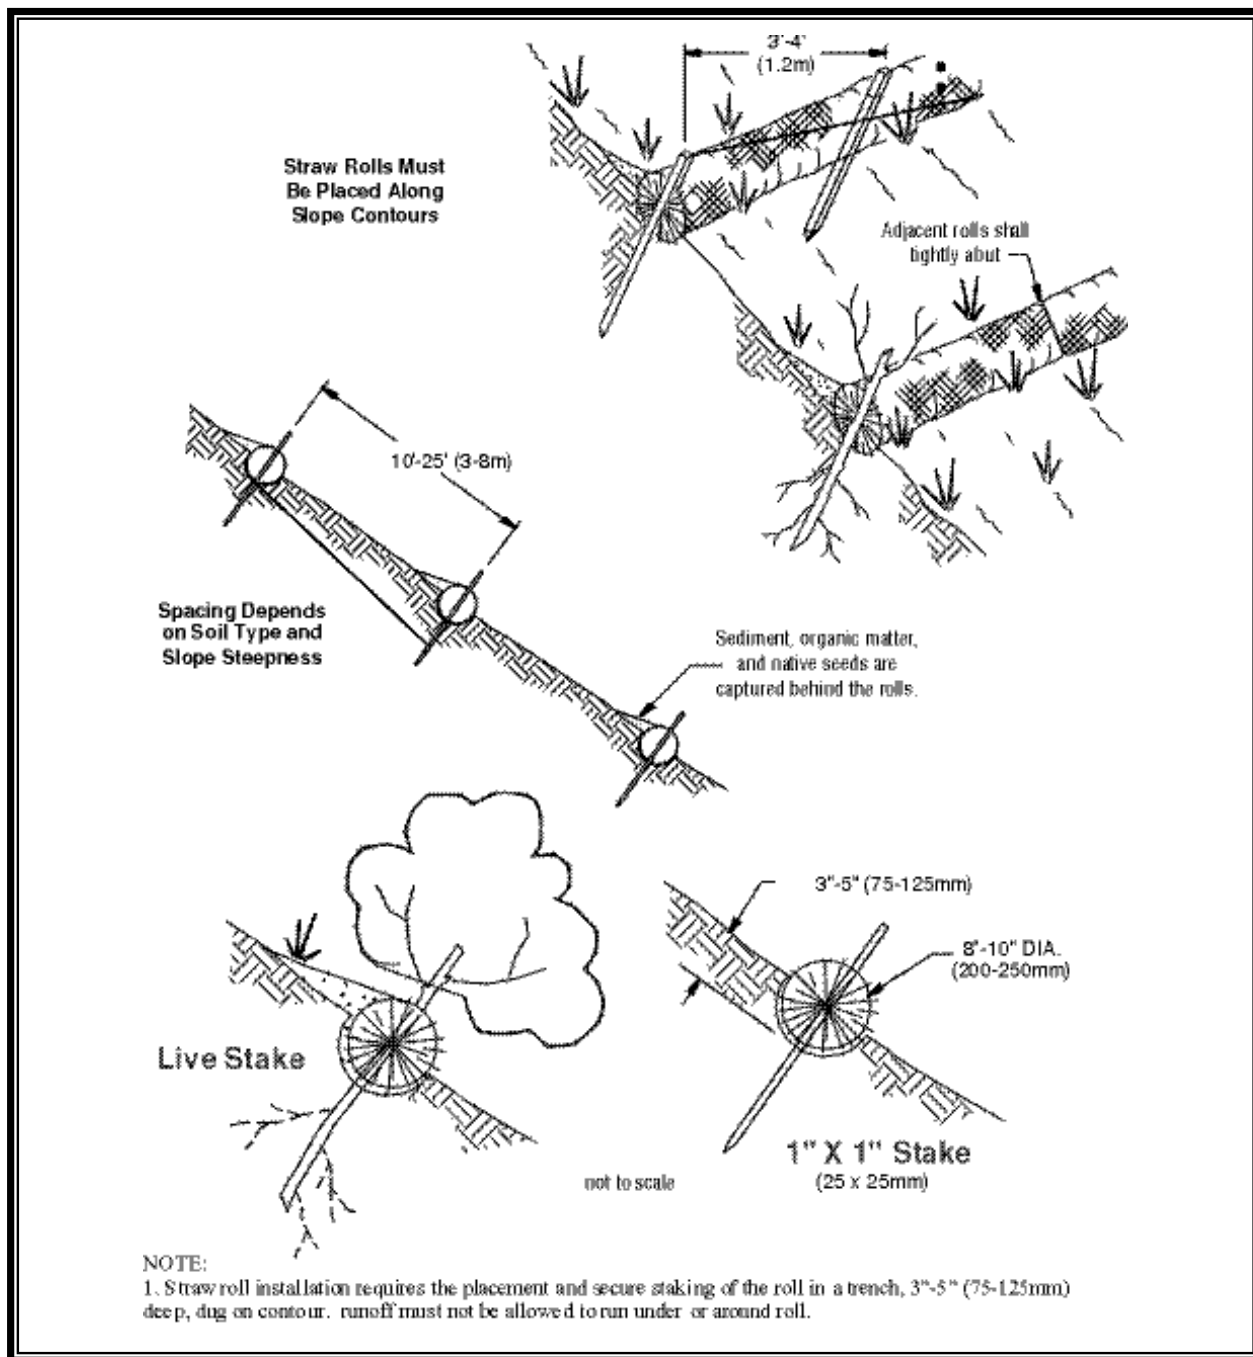 3'-4'
(1.2m)
Straw Rolls Must
Be Placed Along
Slope Contours
Adjacent rolls shall
tightly abut
10'-25' (3-8m)
Spacing Depends
on Soil Type and
Slope Steepness
Sediment, organic matter,
and native seeds are
captured behind the rolls.
3"-5" (75-125mm)
8"-10" DIA.
(200-250mm)
Live Stake
1" X 1" Stake
(25 x 25mm)
not to scale
NOTE:
1. Straw roll installation requires the placement and secure staking of the roll in a trench, 3"-5" (75-125mm)
deep, dug on contour. runoff must not be allowed to run under or around roll.